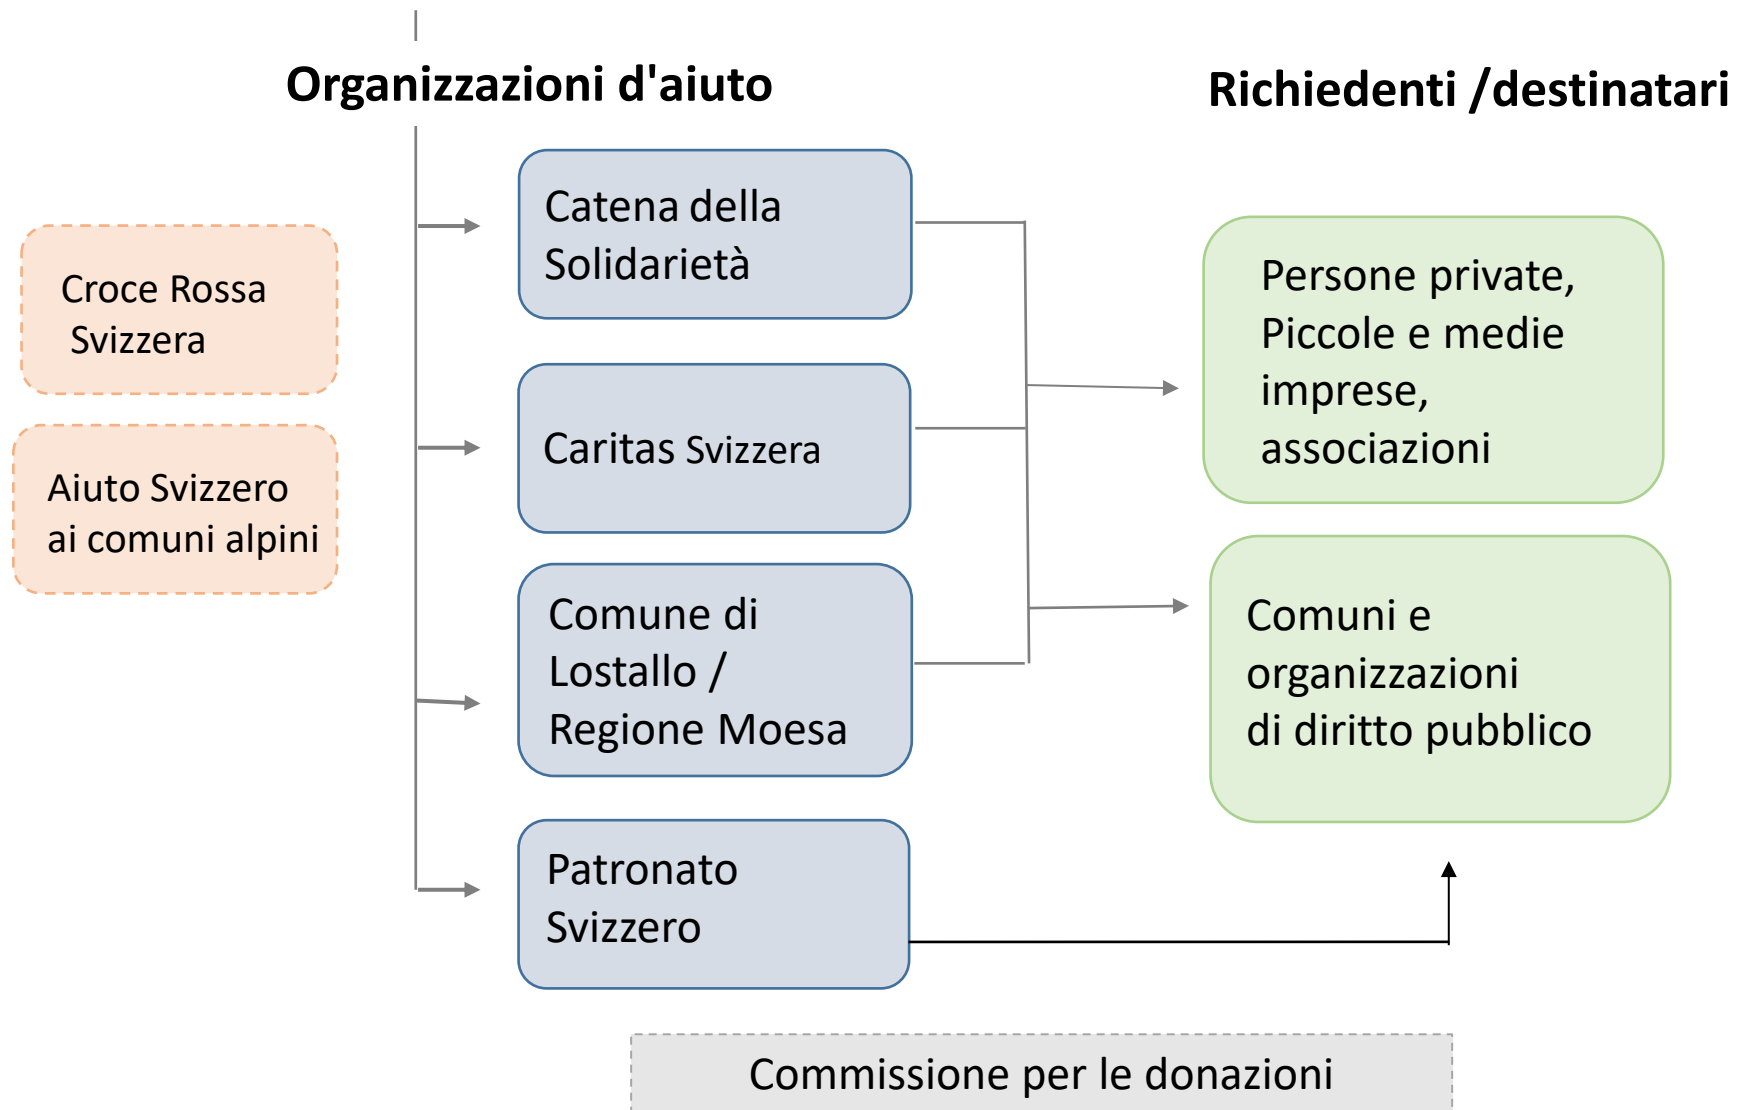 Organizzazioni d'aiuto
Richiedenti /destinatari
Croce Rossa
Svizzera
Aiuto Svizzero
ai comuni alpini
Catena della
Solidarietà
Caritas Svizzera
Comune di
Lostallo /
Regione Moesa
Patronato
Svizzero
Persone private,
Piccole e medie
imprese,
associazioni
Comuni e
organizzazioni
di diritto pubblico
Commissione per le donazioni